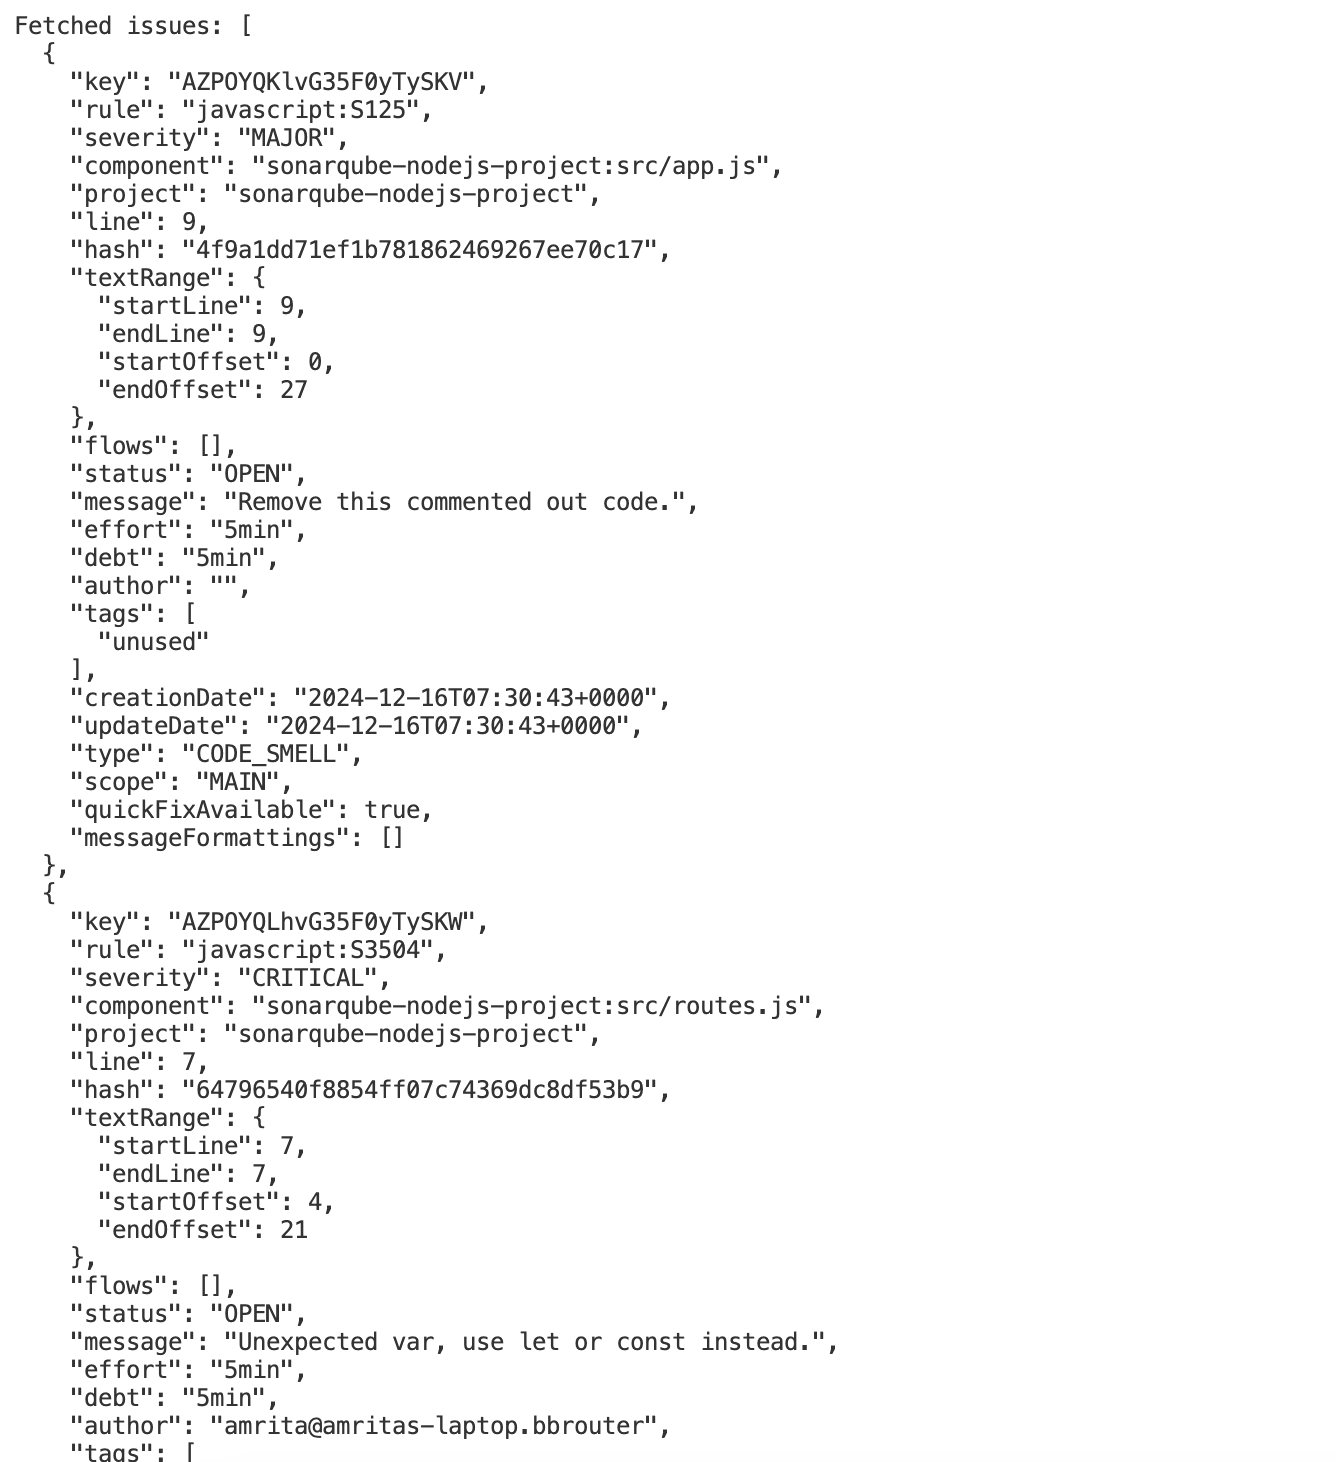 Fetched issues: [
  {
    "key": "AZPOYQKlvG35F0yTySKV",
    "rule": "javascript:S125",
    "severity": "MAJOR",
    "component": "sonarqube-nodejs-project:src/app.js",
    "project": "sonarqube-nodejs-project",
    "line": 9,
    "hash": "4f9a1dd71ef1b781862469267ee70c17",
    "textRange": {
      "startLine": 9,
      "endLine": 9,
      "startOffset": 0,
      "endOffset": 27
    },
    "flows": [],
    "status": "OPEN",
    "message": "Remove this commented out code.",
    "effort": "5min",
    "debt": "5min",
    "author": "",
    "tags": [
      "unused"
    ],
    "creationDate": "2024-12-16T07:30:43+0000",
    "updateDate": "2024-12-16T07:30:43+0000",
    "type": "CODE_SMELL",
    "scope": "MAIN",
    "quickFixAvailable": true,
    "messageFormattings": []
  },
  {
    "key": "AZPOYQLhvG35F0yTySKW",
    "rule": "javascript:S3504",
    "severity": "CRITICAL",
    "component": "sonarqube-nodejs-project:src/routes.js",
    "project": "sonarqube-nodejs-project",
    "line": 7,
    "hash": "64796540f8854ff07c74369dc8df53b9",
    "textRange": {
      "startLine": 7,
      "endLine": 7,
      "startOffset": 4,
      "endOffset": 21
    },
    "flows": [],
    "status": "OPEN",
    "message": "Unexpected var, use let or const instead.",
    "effort": "5min",
    "debt": "5min",
    "author": "amrita@amritas-laptop.bbrouter",
    "tags": [